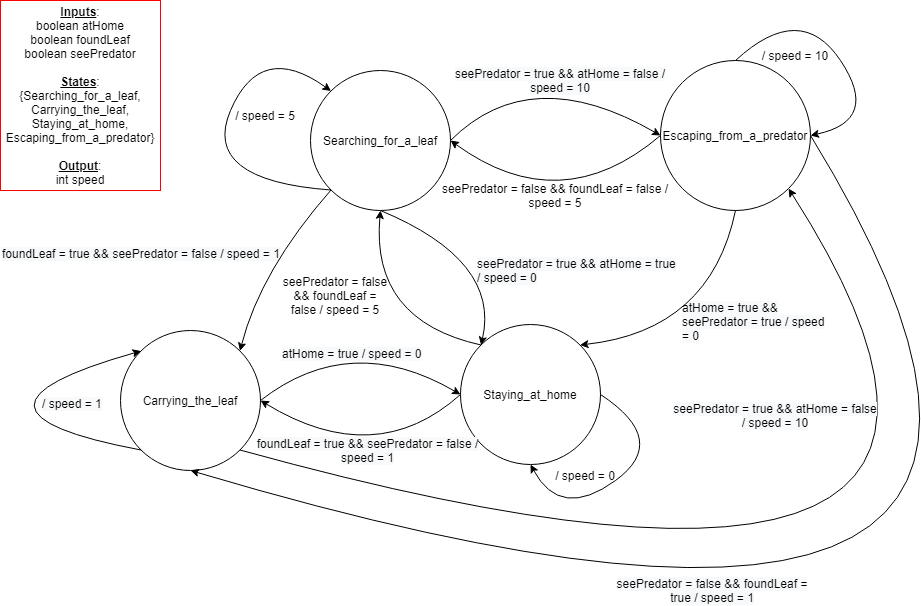 Inputs:
boolean atHome
boolean foundLeaf
boolean seePredator
States:
{Searching_for_a_leaf,
Carrying_the_leaf,
Staying_at_home,
Escaping_from_a_predator}
Output:
int speed
/ speed = 5
Searching_for_a_leaf
seePredator = true && atHome = false /
speed = 10
/ speed = 10
Escaping_from_a_predator
seePredator = false && foundLeaf = false /
speed = 5
foundLeaf = true && seePredator = false / speed = 1
seePredator = false
&& foundLeaf =
false / speed = 5
seePredator = true && atHome = true
/ speed = 0
atHome = true &&
seePredator = true / speed
= 0
atHome = true / speed = 0
/ speed = 1
Carrying_the_leaf
Staying_at_home
seePredator = true && atHome = false
/ speed = 10
foundLeaf = true && seePredator = false /
speed = 1
/ speed = 0
seePredator = false && foundLeaf =
true / speed = 1